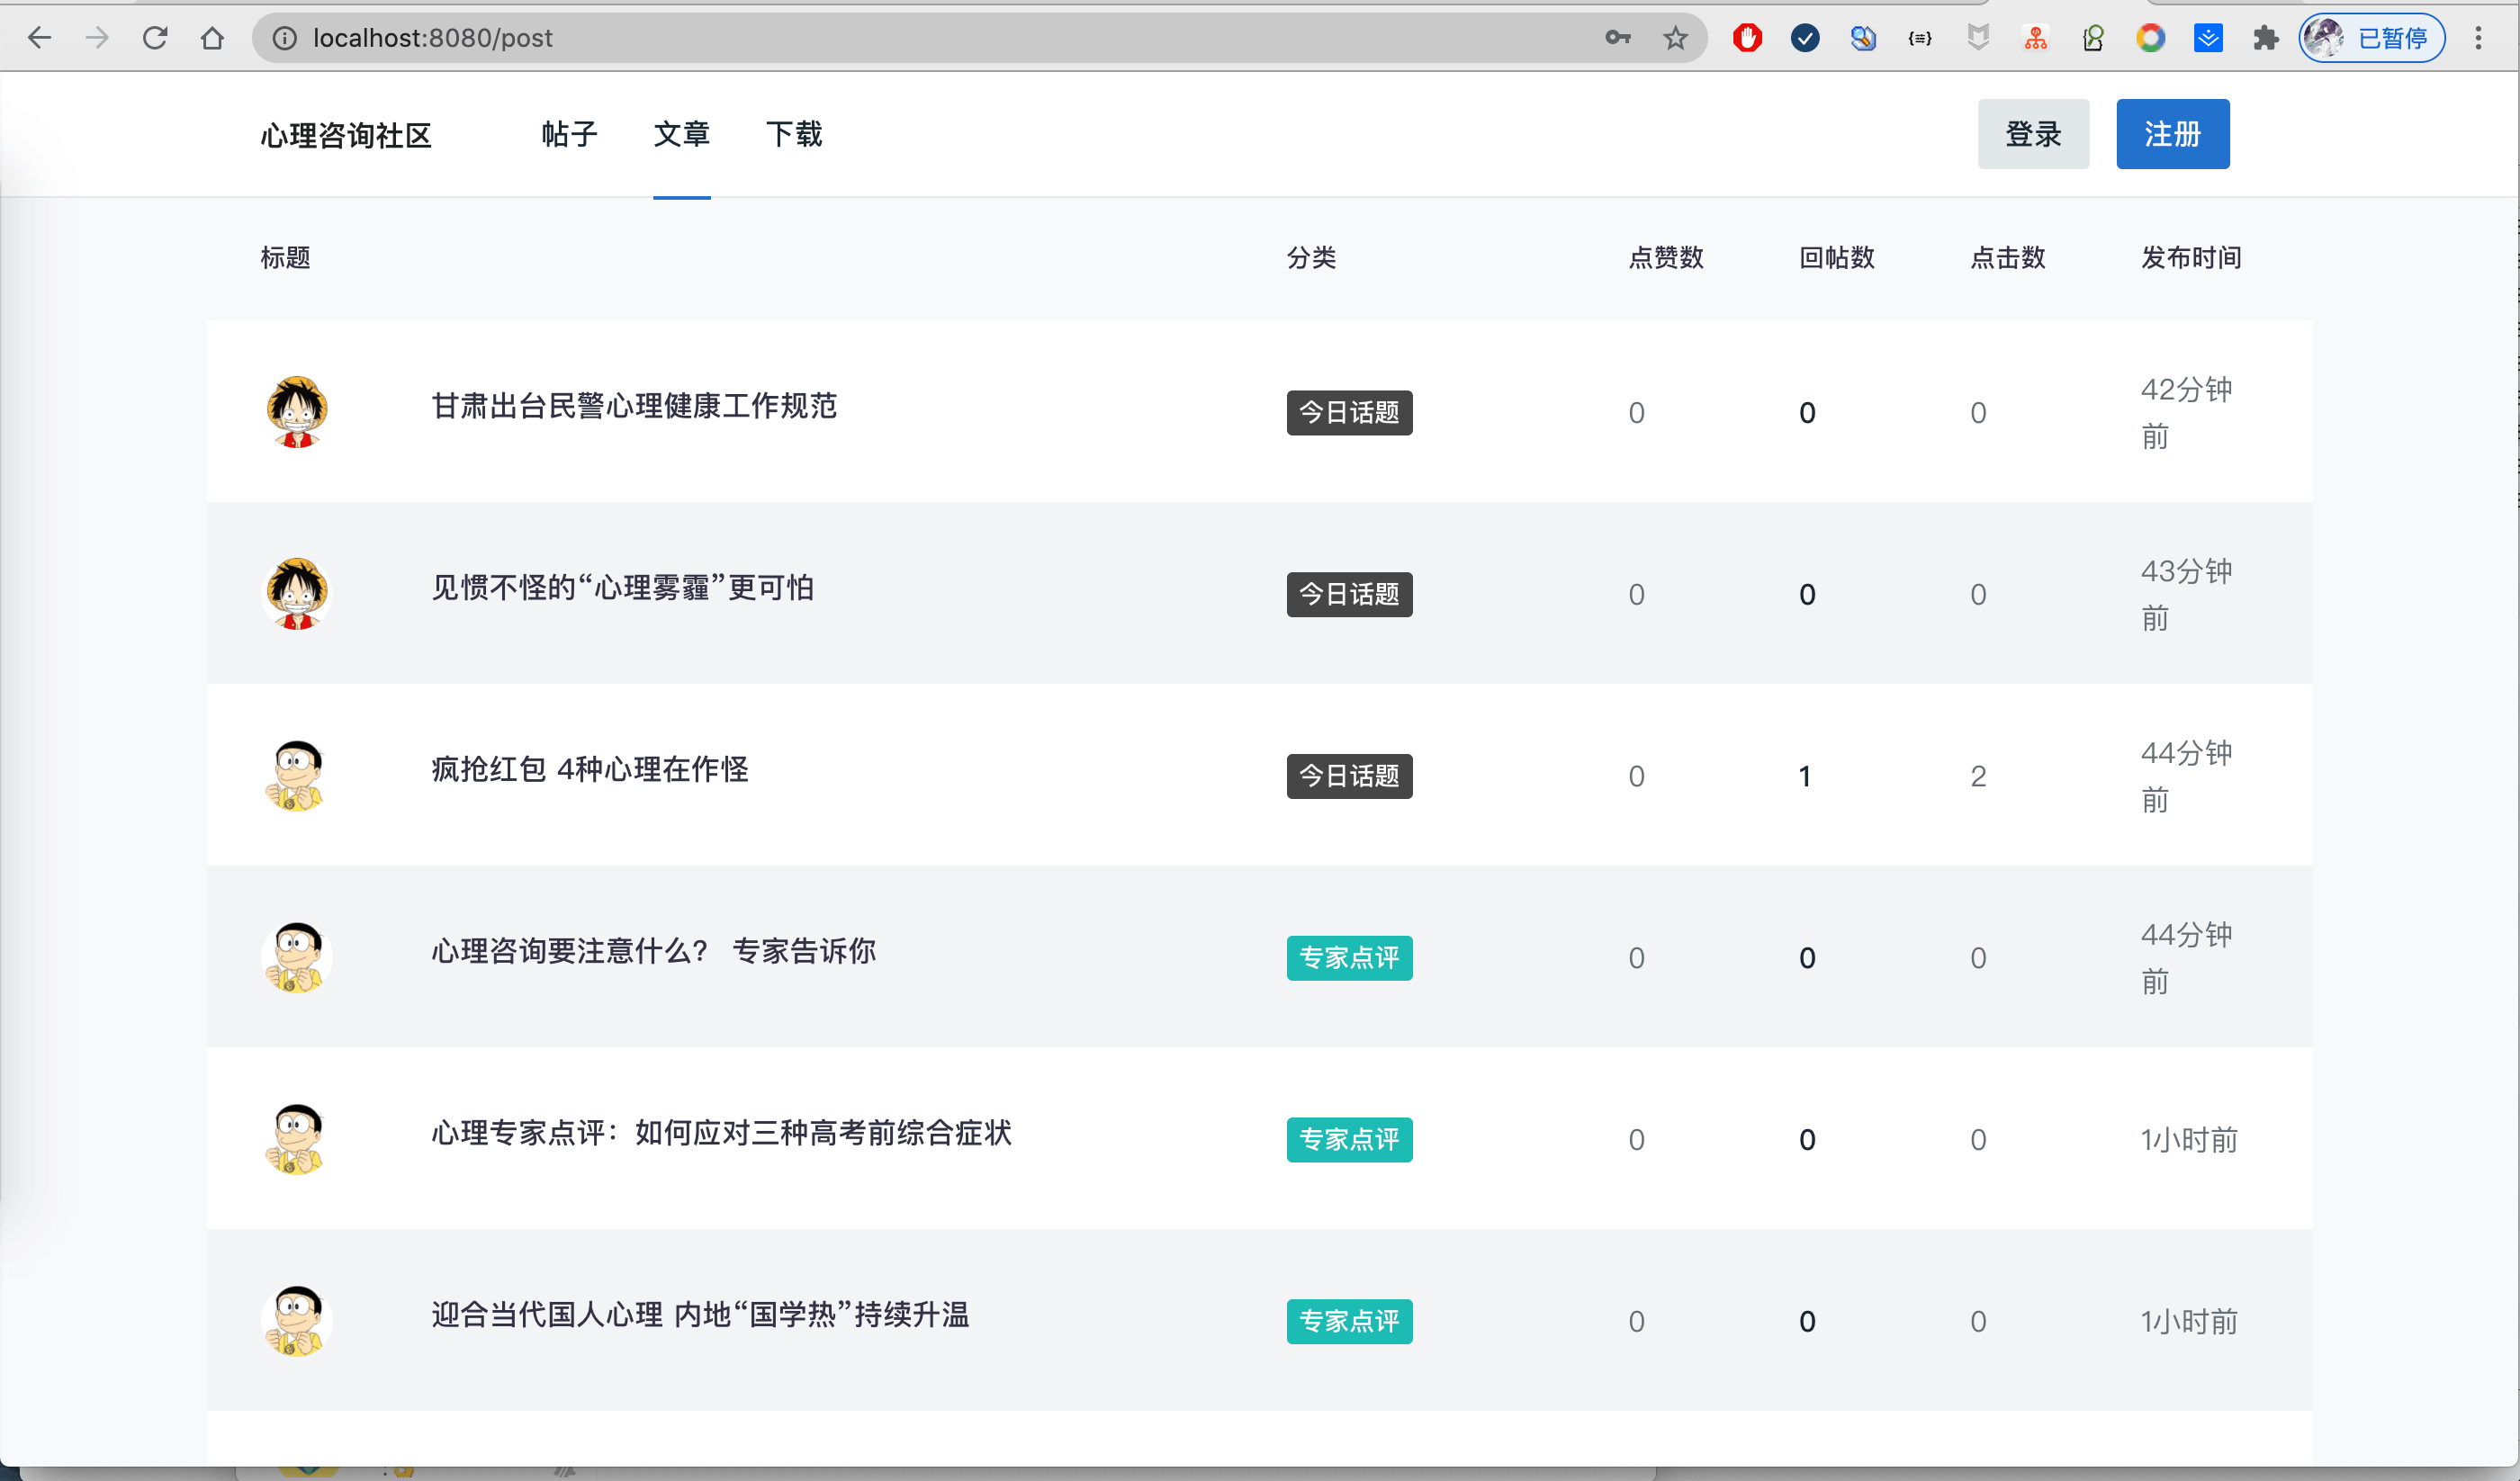 localhost:8080/post
已暂停
心理咨询社区 帖子 文章 下载 登录 注册
标题 分类 点赞数 回帖数 点击数 发布时间
甘肃出台民警心理健康工作规范 今日话题 0 0 0 42分钟
前
见惯不怪的“心理雾霾”更可怕 今日话题 0 0 0 43分钟
前
疯抢红包 4种心理在作怪 今日话题 0 1 2 44分钟
前
心理咨询要注意什么? 专家告诉你 专家点评 0 0 0 44分钟
前
心理专家点评：如何应对三种高考前综合症状 专家点评 0 0 0 1小时前
迎合当代国人心理 内地“国学热”持续升温 专家点评 0 0 0 1小时前